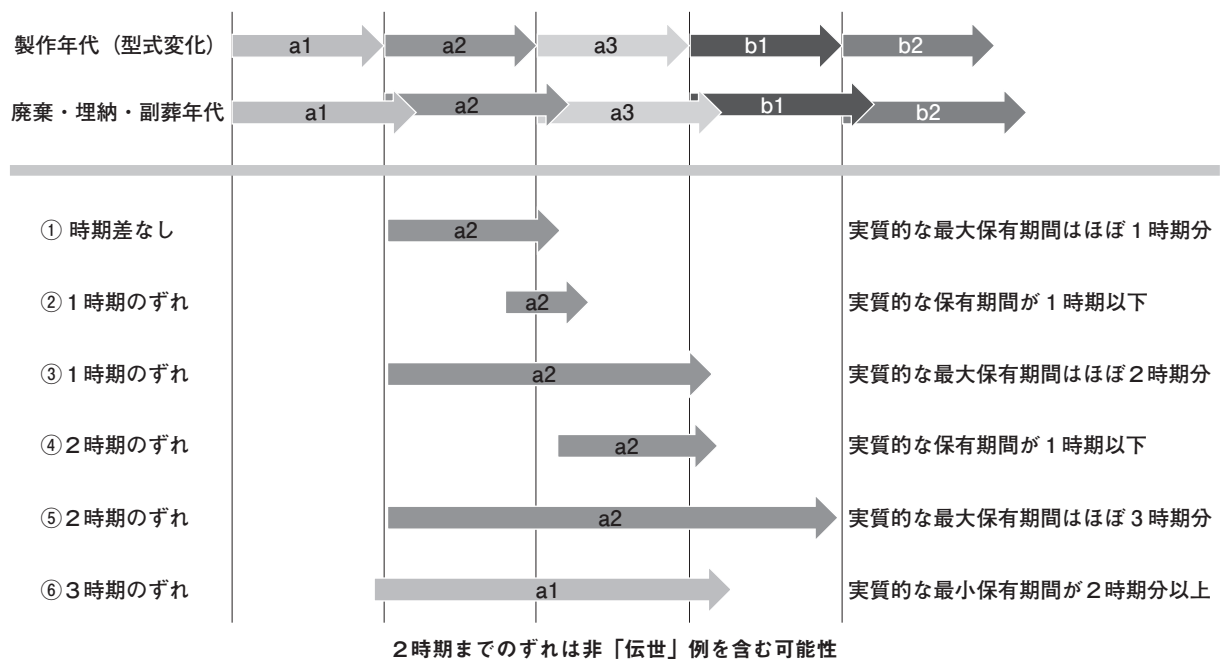 製作年代（型式変化） a1 a2 a3 b1 b2
廃棄・埋納・副葬年代 a1 a2 a3 b1 b2
① 時期差なし a2 実質的な最大保有期間はほぼ1時期分
②1時期のずれ a2 実質的な保有期間が1時期以下
③1時期のずれ a2 実質的な最大保有期間はほぼ2時期分
④2時期のずれ a2 実質的な保有期間が1時期以下
⑤2時期のずれ a2 実質的な最大保有期間はほぼ3時期分
⑥3時期のずれ a1 実質的な最小保有期間が2時期分以上
2時期までのずれは非「伝世」例を含む可能性